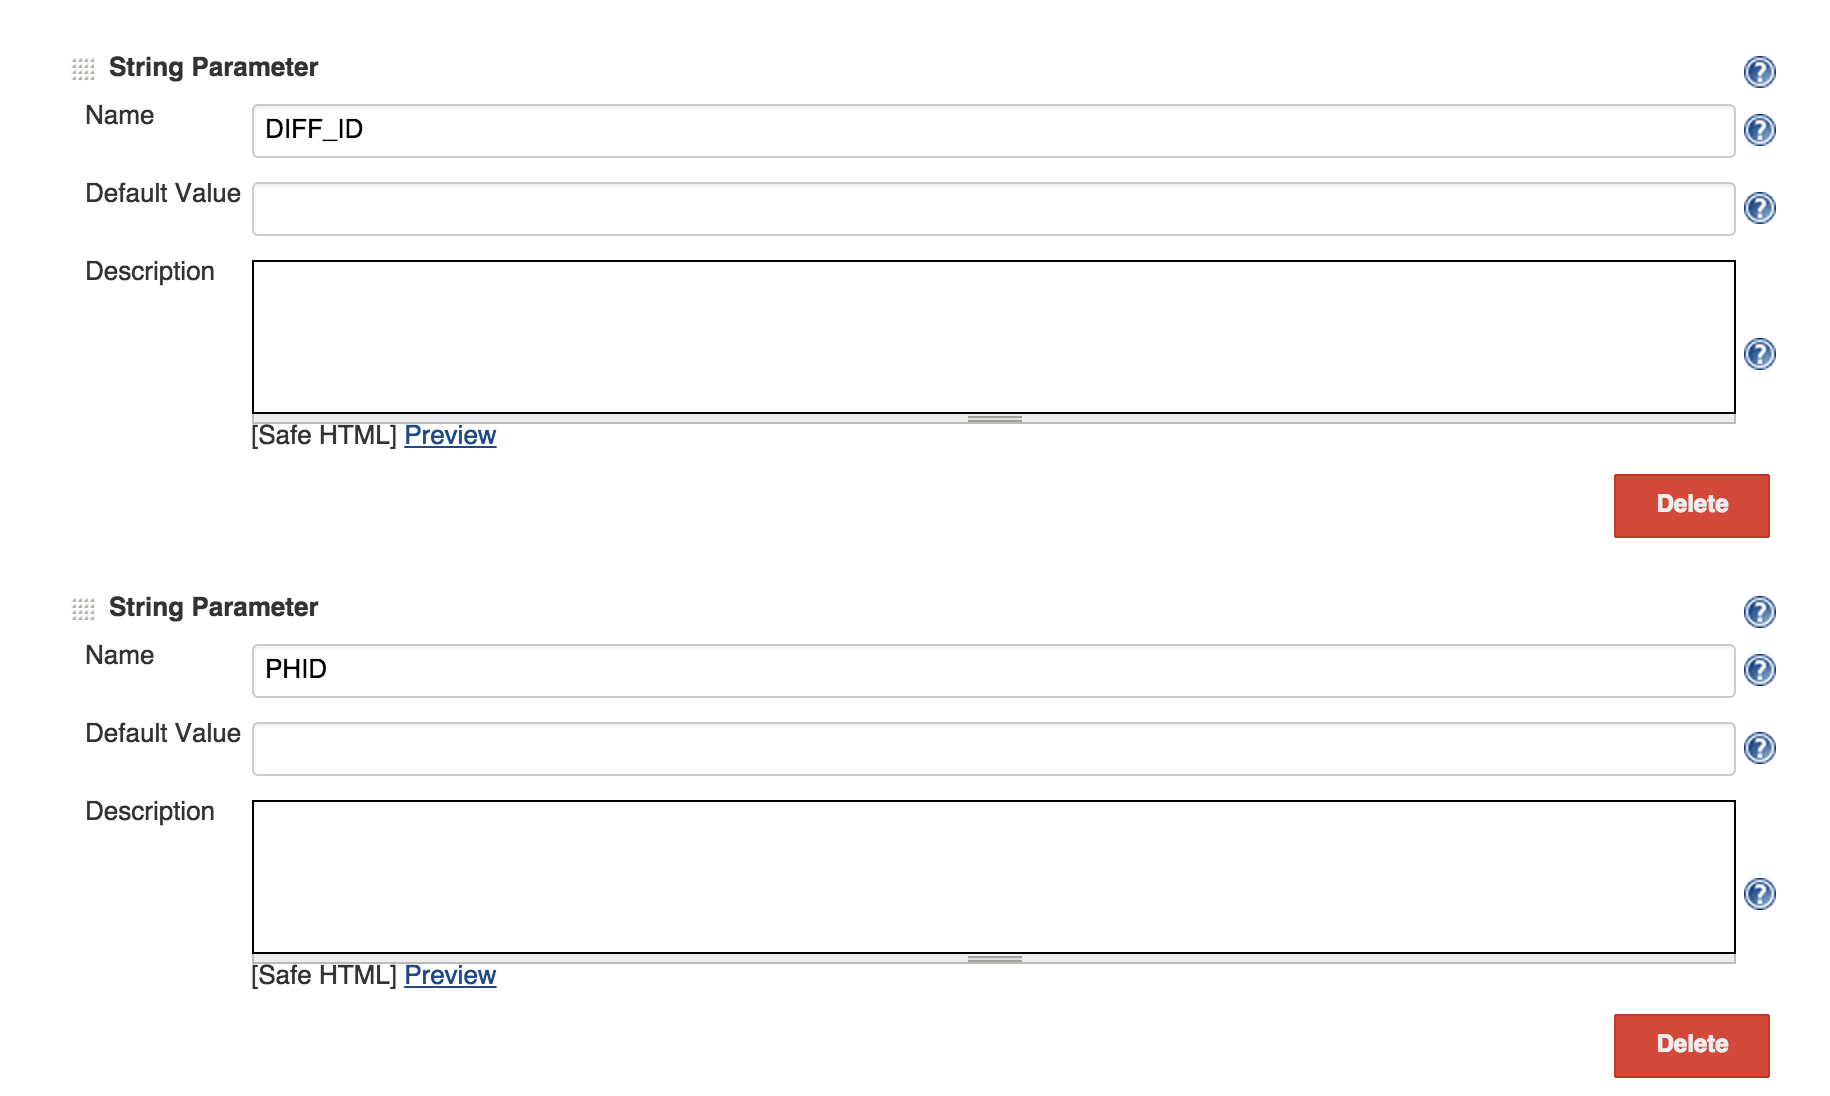 String Parameter
Name
DIFF_ID
Default Value
Description
[Safe HTML] Preview
Delete
String Parameter
Name
PHID
Default Value
Description
[Safe HTML] Preview
Delete